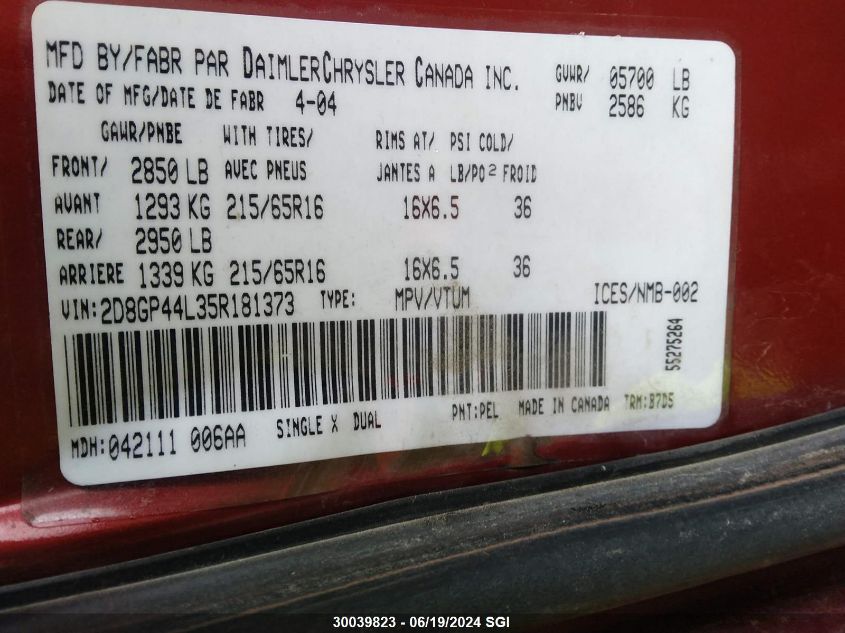 MFD BY/FABR PAR DAIMLERCHRYSLER CANADA INC. GVWR/ 05700 LB
DATE OF MFG/DATE DE FABR 4-04 PNBV 2586 KG
GAWR/PNBE WITH TIRES/ RIMS AT/ PSI COLD/
FRONT/ 2850 LB AVEC PNEUS JANTES A LB/PO² FROID
AVANT 1293 KG 215/65R16 16X6.5 36
REAR/ 2950 LB
ARRIERE 1339 KG 215/65R16 16X6.5 36
VIN: 2D8GP44L35R181373 TYPE: MPV/VTUM ICES/NMB-002
55275264
MDH: 042111 006AA SINGLE X DUAL PNT: PEL MADE IN CANADA TRM: B7D5
30039823 - 06/19/2024 SGI